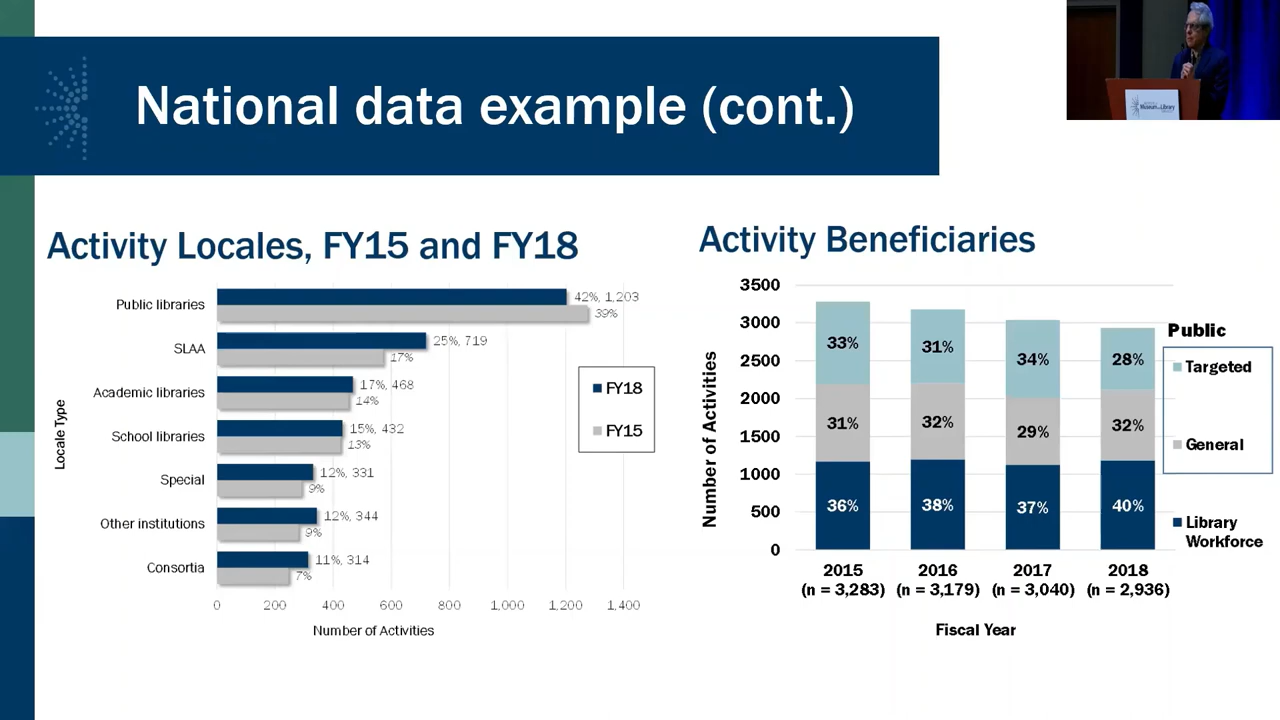 National data example (cont.)
Museum and Library
Activity Locales, FY15 and FY18
Locale Type
Public libraries
42%, 1,203
39%
SLAA
25%, 719
17%
Academic libraries
17%, 468
14%
School libraries
15%, 432
13%
Special
12%, 331
9%
Other institutions
12%, 344
9%
Consortia
11%, 314
7%
0 200 400 600 800 1,000 1,200 1,400
Number of Activities
FY18
FY15
Activity Beneficiaries
Number of Activities
3500
3000
2500
2000
1500
1000
500
0
33% 31% 34% 28%
31% 32% 29% 32%
36% 38% 37% 40%
2015 2016 2017 2018
(n = 3,283) (n = 3,179) (n = 3,040) (n = 2,936)
Fiscal Year
Public
Targeted
General
Library
Workforce